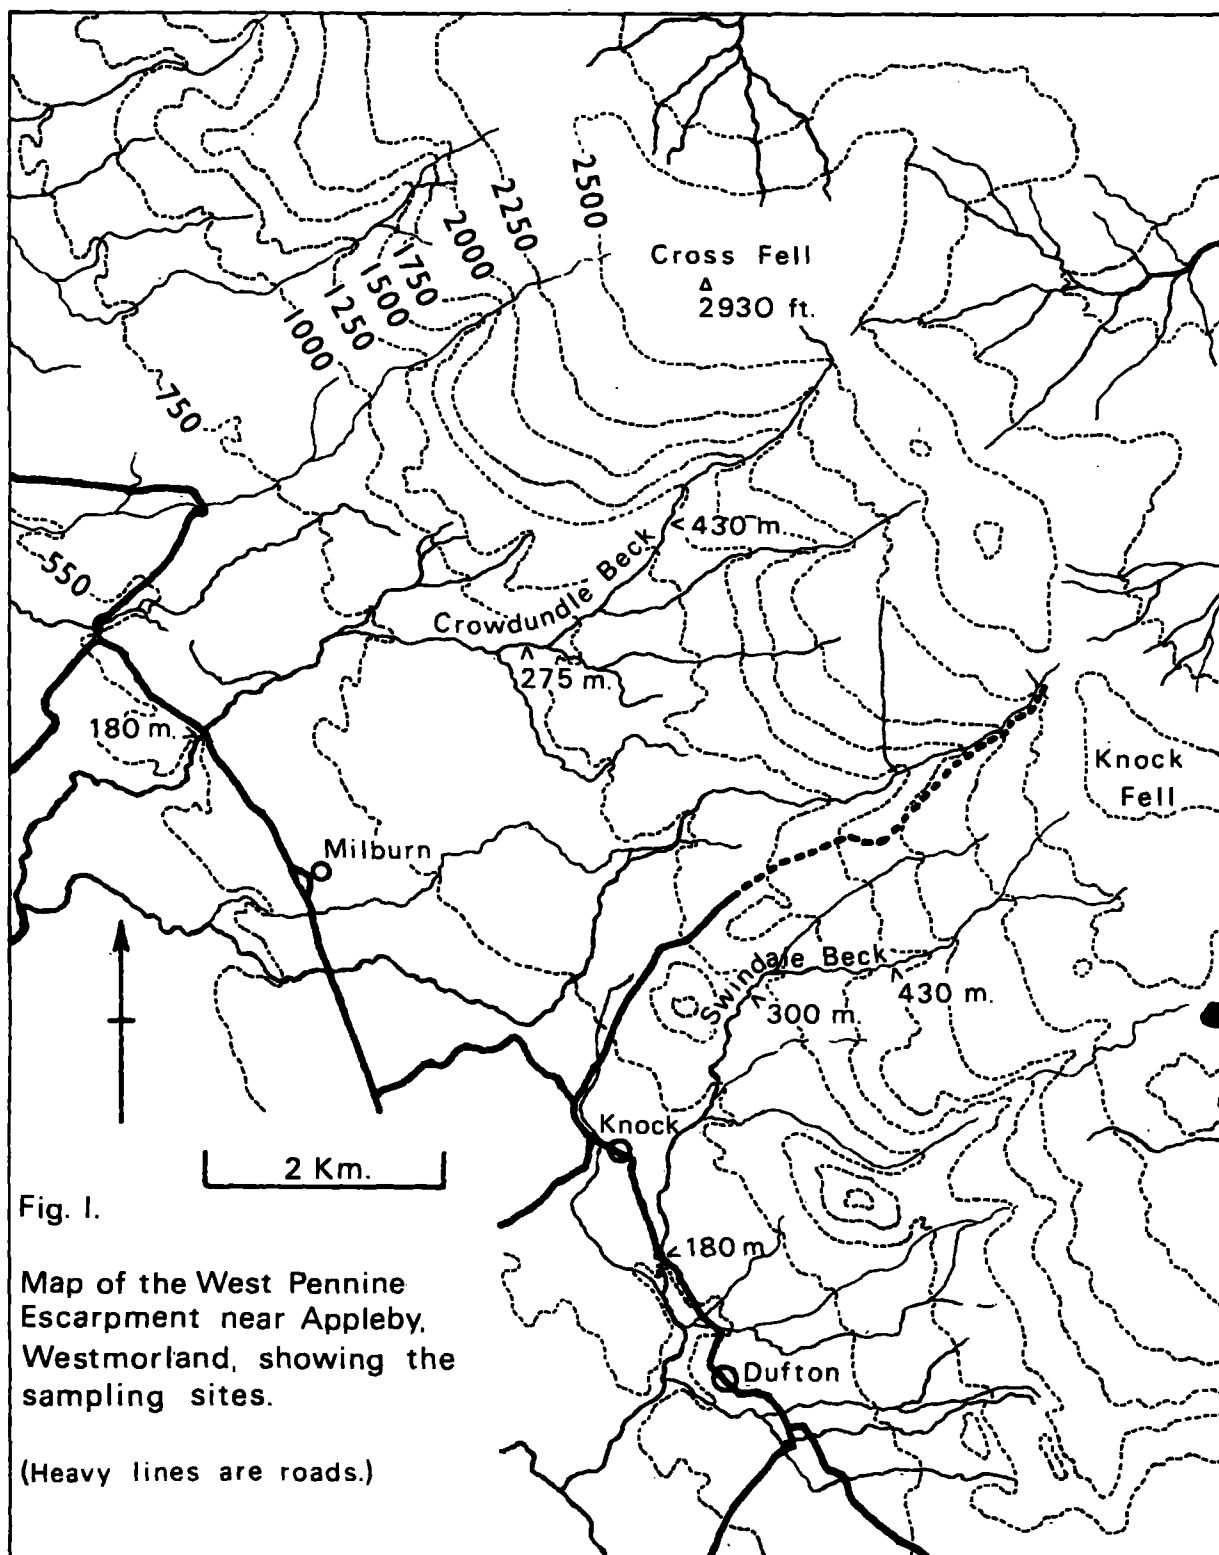 2500
2250
2000
1750
1500
1250
1000
750
550
Cross Fell
2930 ft.
430 m.
Crowdundle Beck
275 m.
180 m.
Knock
Fell
Milburn
Swindale Beck
430 m.
300 m.
Knock
2 Km.
180 m
Dufton
Fig. I.
Map of the West Pennine
Escarpment near Appleby,
Westmorland, showing the
sampling sites.
(Heavy lines are roads.)